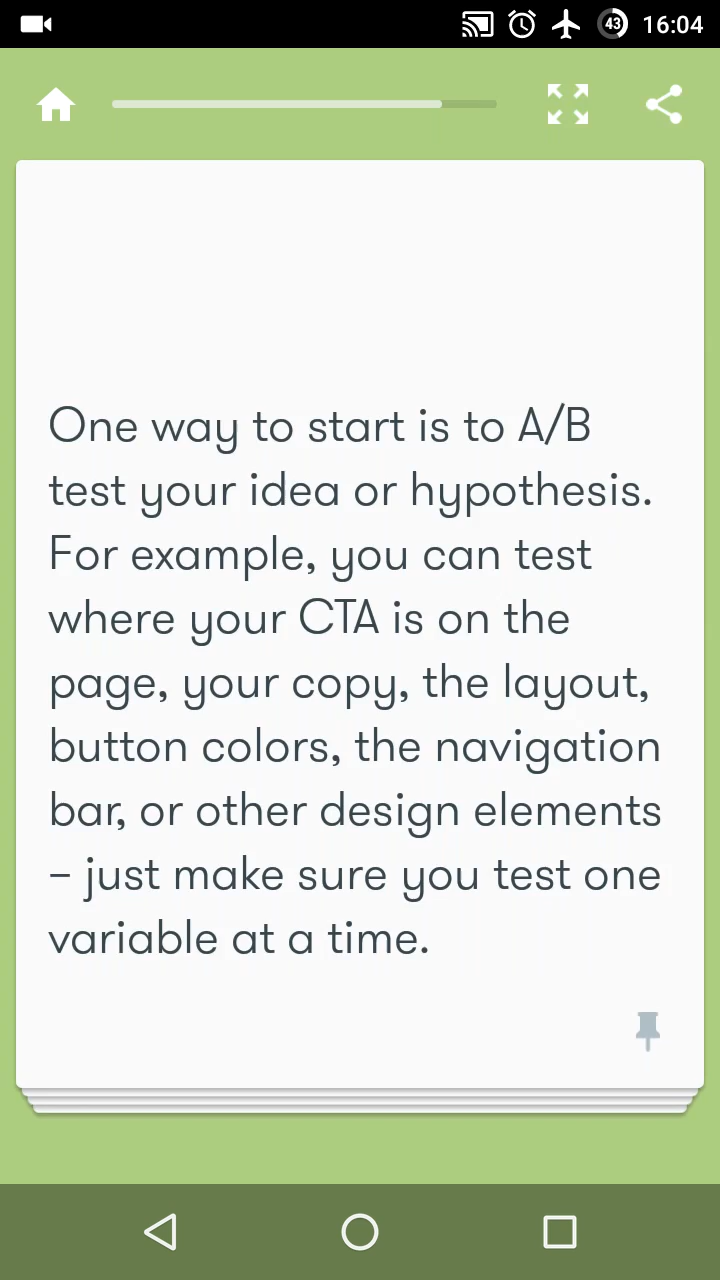 43 16:04
One way to start is to A/B
test your idea or hypothesis.
For example, you can test
where your CTA is on the
page, your copy, the layout,
button colors, the navigation
bar, or other design elements
– just make sure you test one
variable at a time.